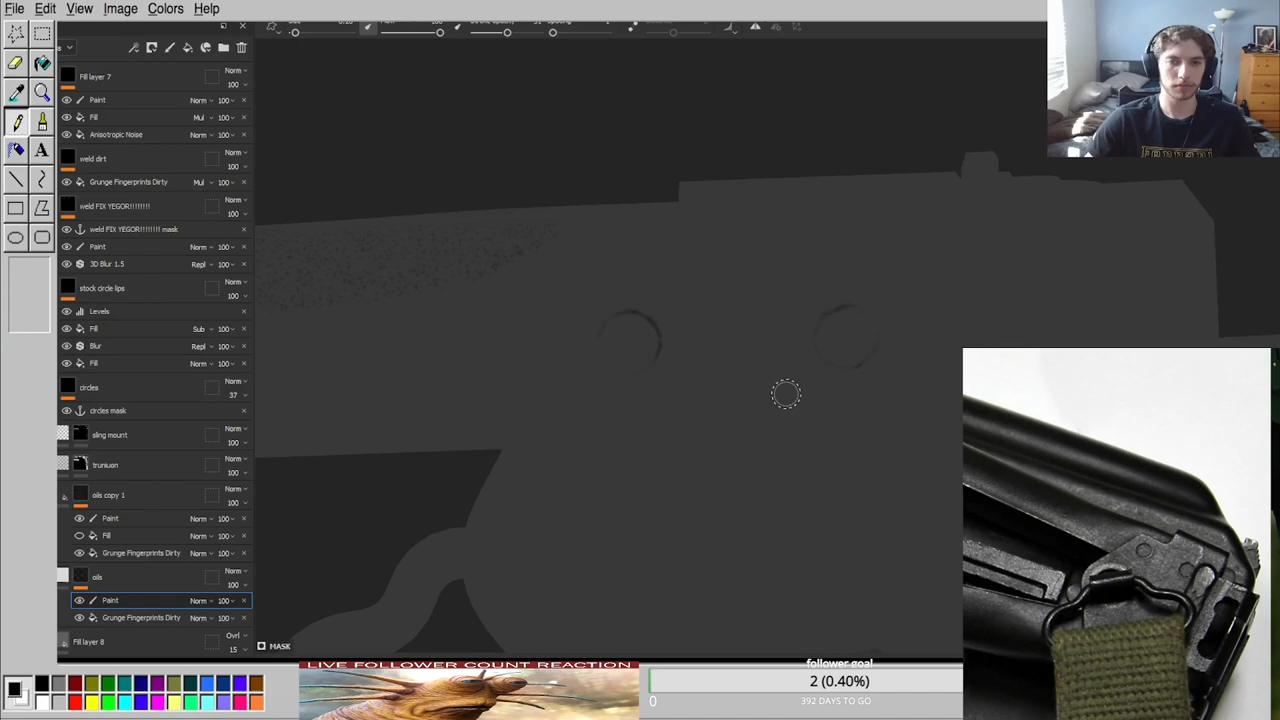 File Edit View Image Colors Help
Fill layer 7 Norm 100
Paint Norm 100
Fill Mul 100
Anisotropic Noise Norm 100
weld dirt Norm 100
Grunge Fingerprints Dirty Mul 100
weld FIX YEGOR!!!!!!!! Norm 100
weld FIX YEGOR!!!!!!!! mask
Paint Norm 100
3D Blur 1.5 Repl 100
stock circle lips Norm 100
Levels
Fill Sub 100
Blur Repl 100
Fill Norm 100
circles Norm 37
circles mask
sling mount Norm 100
Norm 100
oils copy 1 Norm 100
Paint Norm 100
Fill Norm 100
Grunge Fingerprints Dirty Norm 100
oils Norm 100
Paint Norm 100
Grunge Fingerprints Dirty Norm 100
Fill layer 8 Ovrl 15
MASK
LIVE FOLLOWER COUNT REACTION
follower goal
2 (0.40%)
0
392 DAYS TO GO